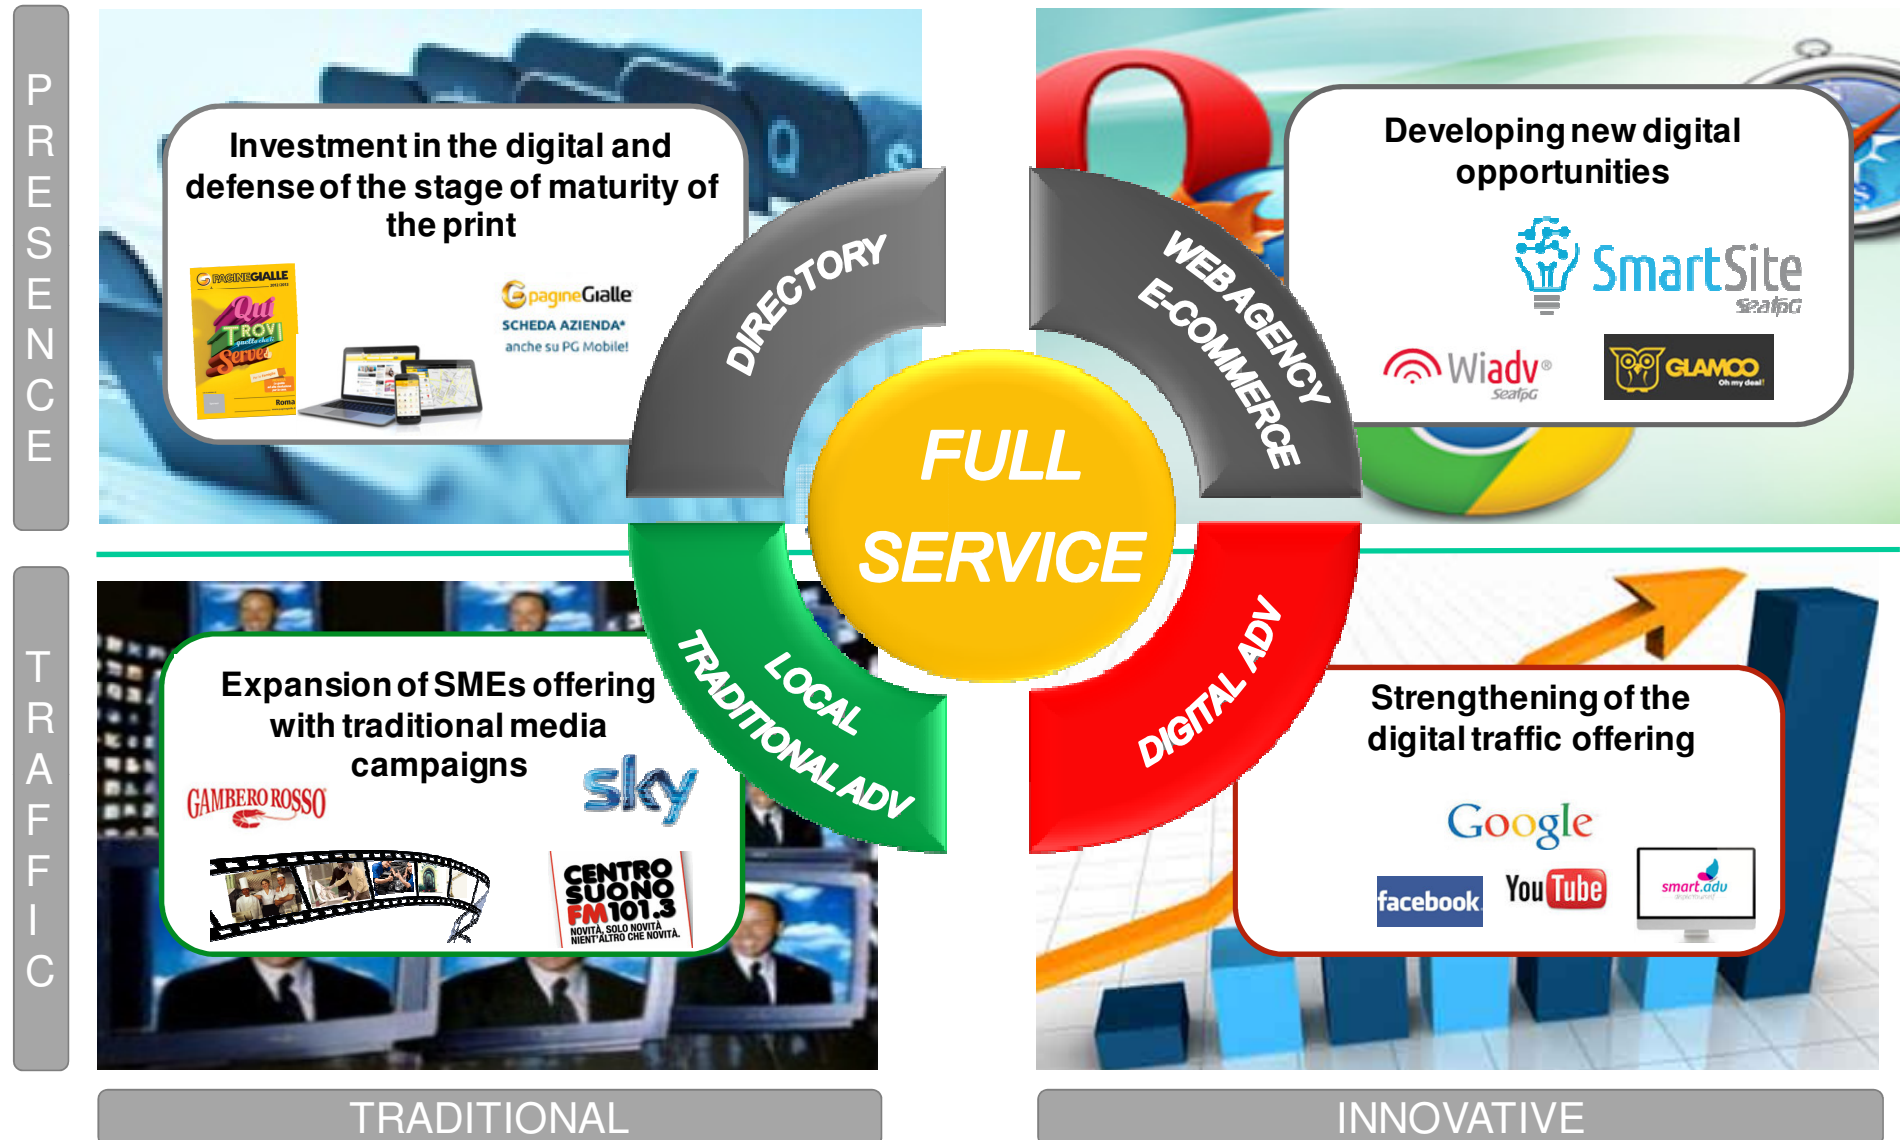 PRESENCE
Investment in the digital and
defense of the stage of maturity of
the print
PAGINEGIALLE
Qui
TROVI
quello che ti
Serve
Roma
pagineGialle
SCHEDA AZIENDA*
anche su PG Mobile!
DIRECTORY
WEB AGENCY
E-COMMERCE
Developing new digital
opportunities
SmartSite
SeatPG
Wiadv®
SeatPG
GLAMOO
Oh my deal!
FULL
SERVICE
TRAFFIC
Expansion of SMEs offering
with traditional media
campaigns
GAMBERO ROSSO
sky
CENTRO
SUONO
FM101.3
NOVITÀ, SOLO NOVITÀ
NIENT'ALTRO CHE NOVITÀ.
LOCAL
TRADITIONAL ADV
DIGITAL ADV
Strengthening of the
digital traffic offering
Google
facebook
YouTube
smart.adv
TRADITIONAL
INNOVATIVE